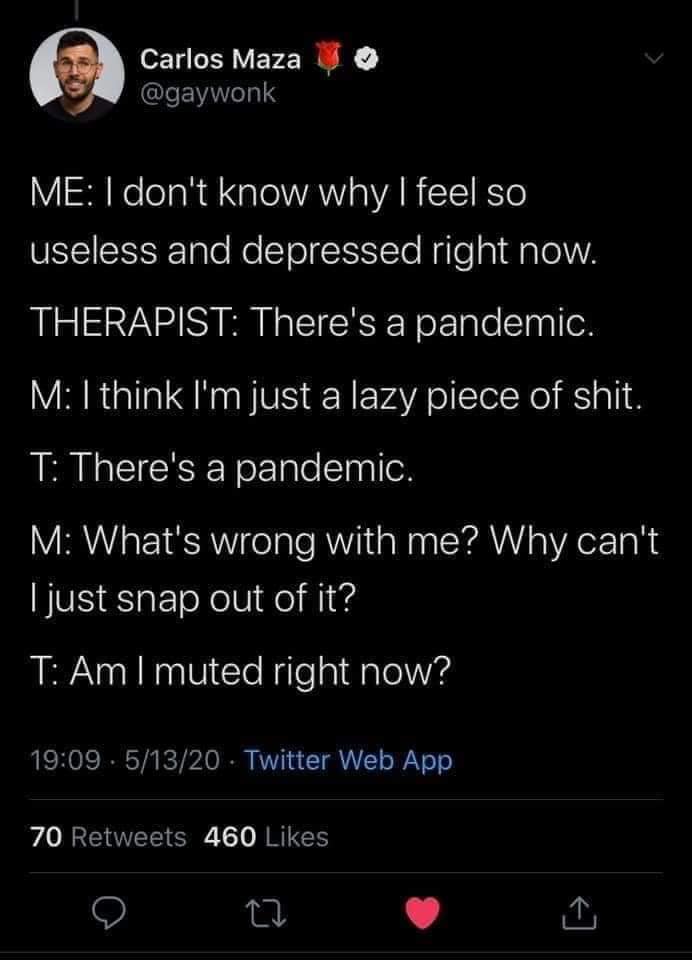 Carlos Maza 🌹
@gaywonk
ME: I don't know why I feel so
useless and depressed right now.
THERAPIST: There's a pandemic.
M: I think I'm just a lazy piece of shit.
T: There's a pandemic.
M: What's wrong with me? Why can't
I just snap out of it?
T: Am I muted right now?
19:09 · 5/13/20 · Twitter Web App
70 Retweets 460 Likes